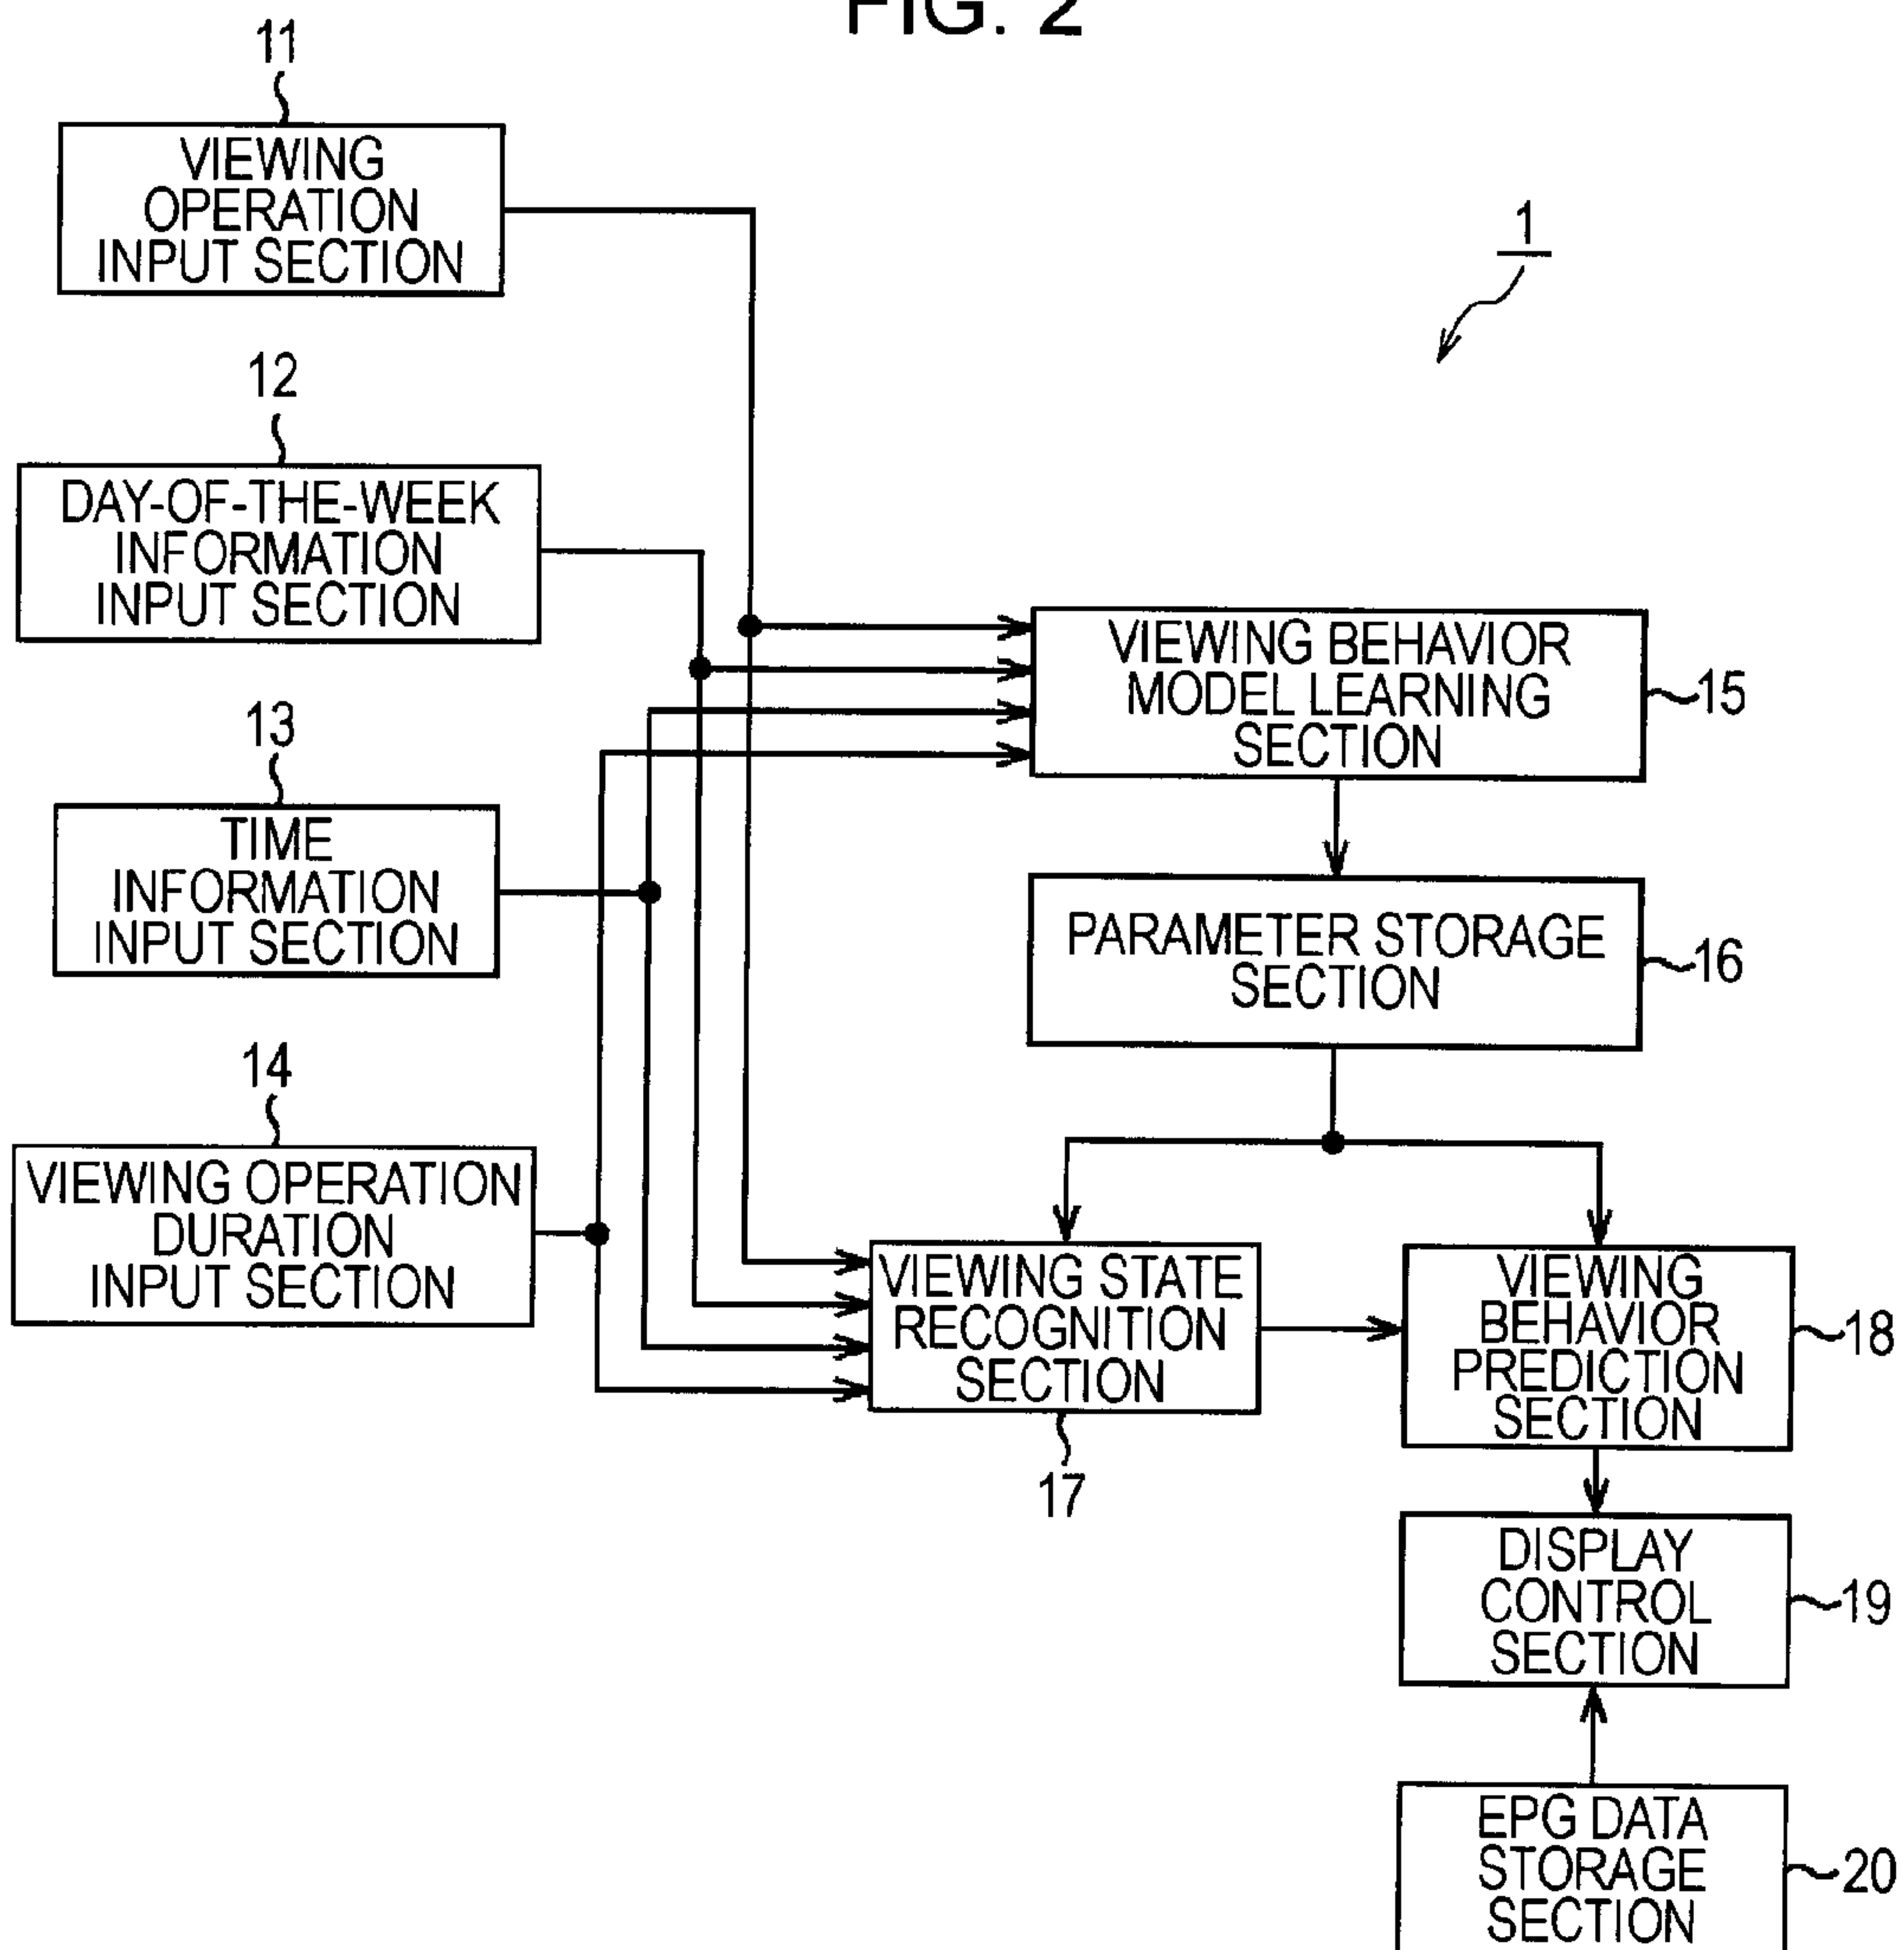 FIG. 2
11
VIEWING
OPERATION
INPUT SECTION
1
12
DAY-OF-THE-WEEK
INFORMATION
INPUT SECTION
VIEWING BEHAVIOR
MODEL LEARNING
SECTION
15
13
TIME
INFORMATION
INPUT SECTION
PARAMETER STORAGE
SECTION
16
14
VIEWING OPERATION
DURATION
INPUT SECTION
VIEWING STATE
RECOGNITION
SECTION
17
VIEWING
BEHAVIOR
PREDICTION
SECTION
18
DISPLAY
CONTROL
SECTION
19
EPG DATA
STORAGE
SECTION
20